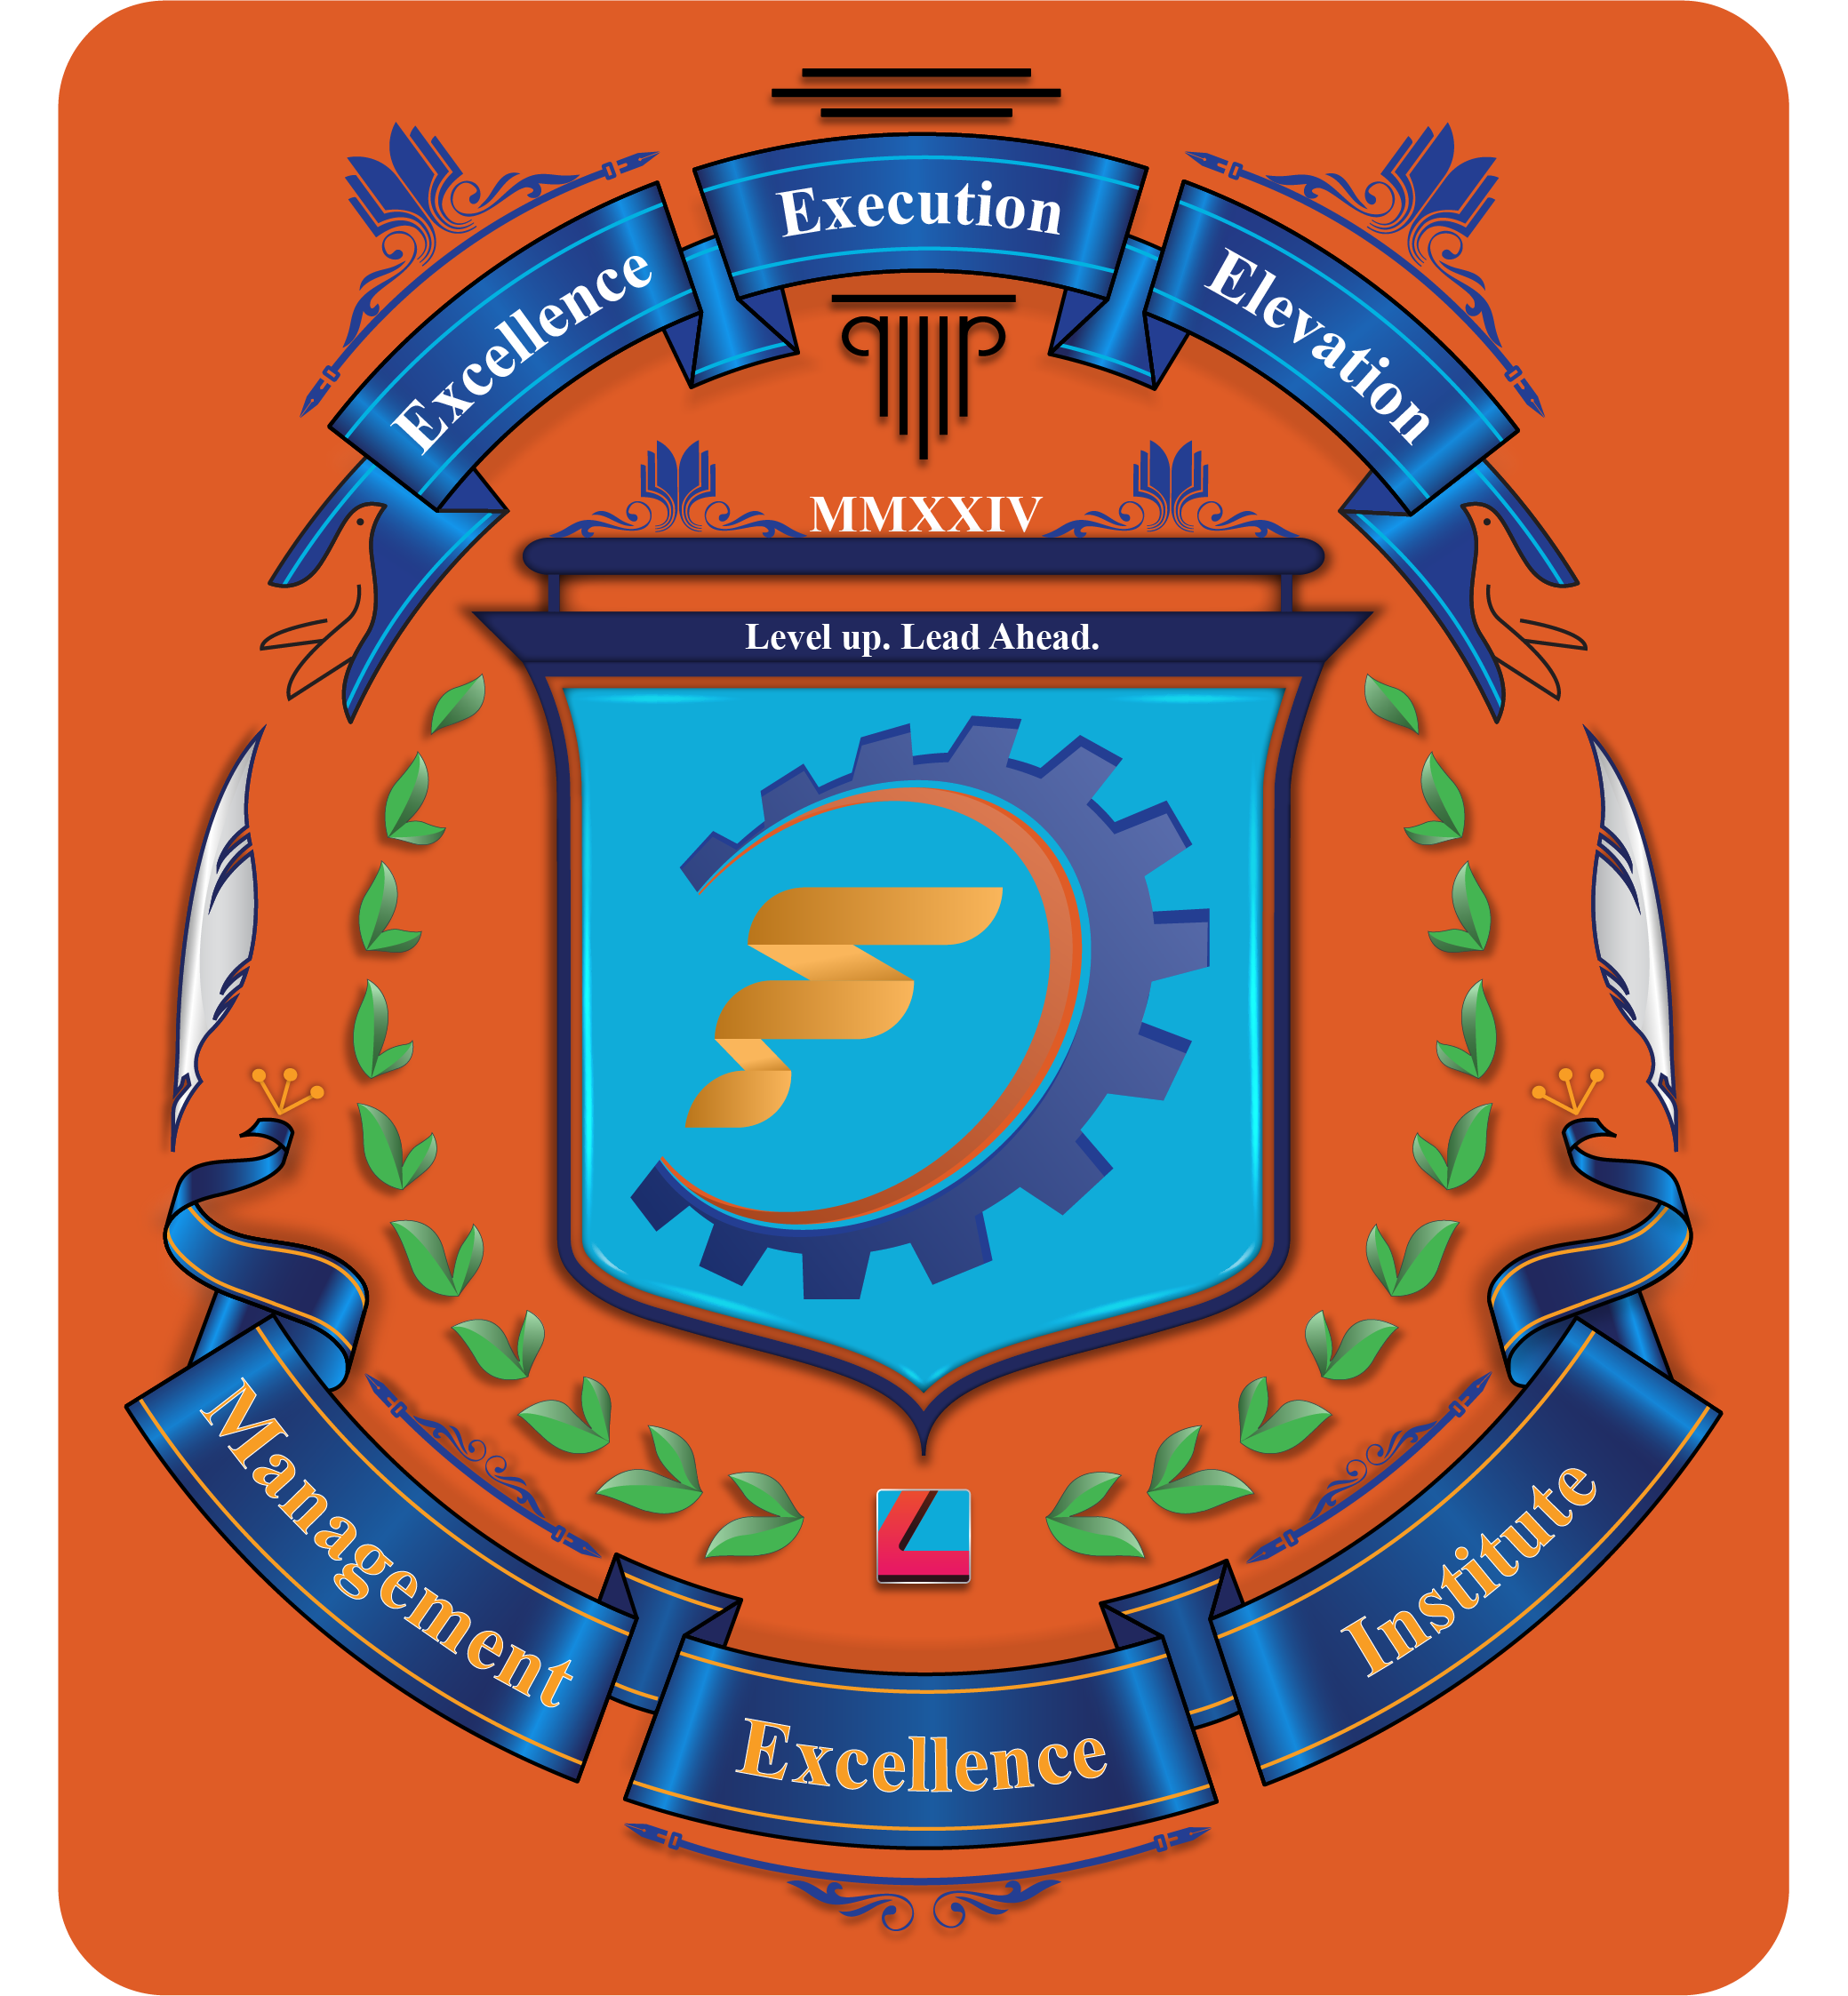 Excellence
Execution
Elevation
MMXXIV
Level up. Lead Ahead.
Management
Excellence
Institute